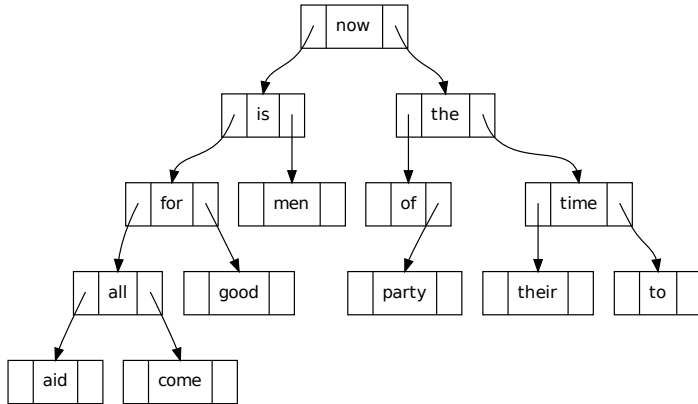 now
is the
for men of time
all good party their to
aid come